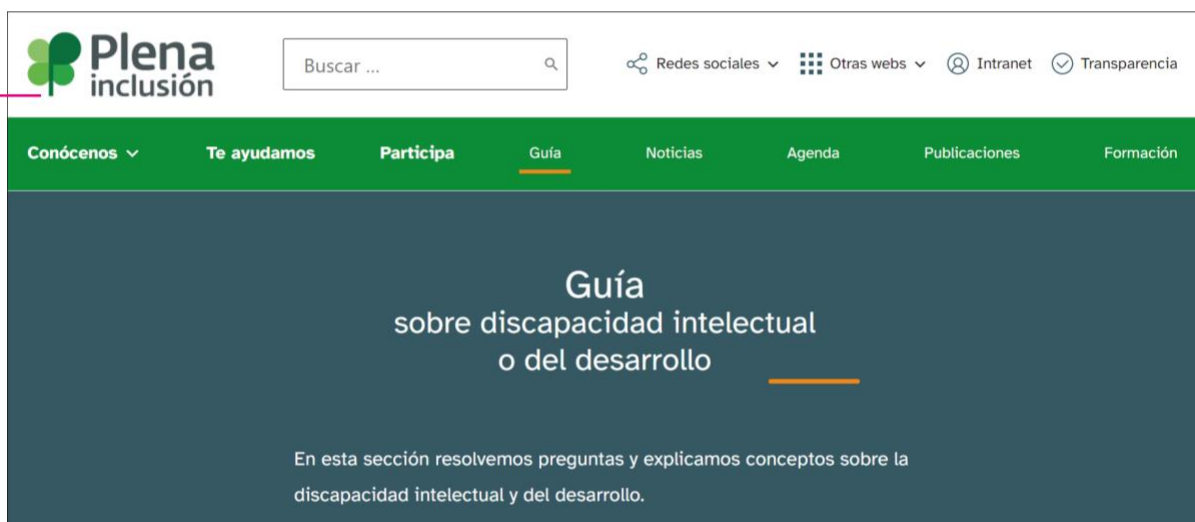 Plena
inclusión
Buscar ...
Redes sociales
Otras webs
Intranet
Transparencia
Conócenos
Te ayudamos
Participa
Guía
Noticias
Agenda
Publicaciones
Formación
Guía
sobre discapacidad intelectual
o del desarrollo
En esta sección resolvemos preguntas y explicamos conceptos sobre la
discapacidad intelectual y del desarrollo.